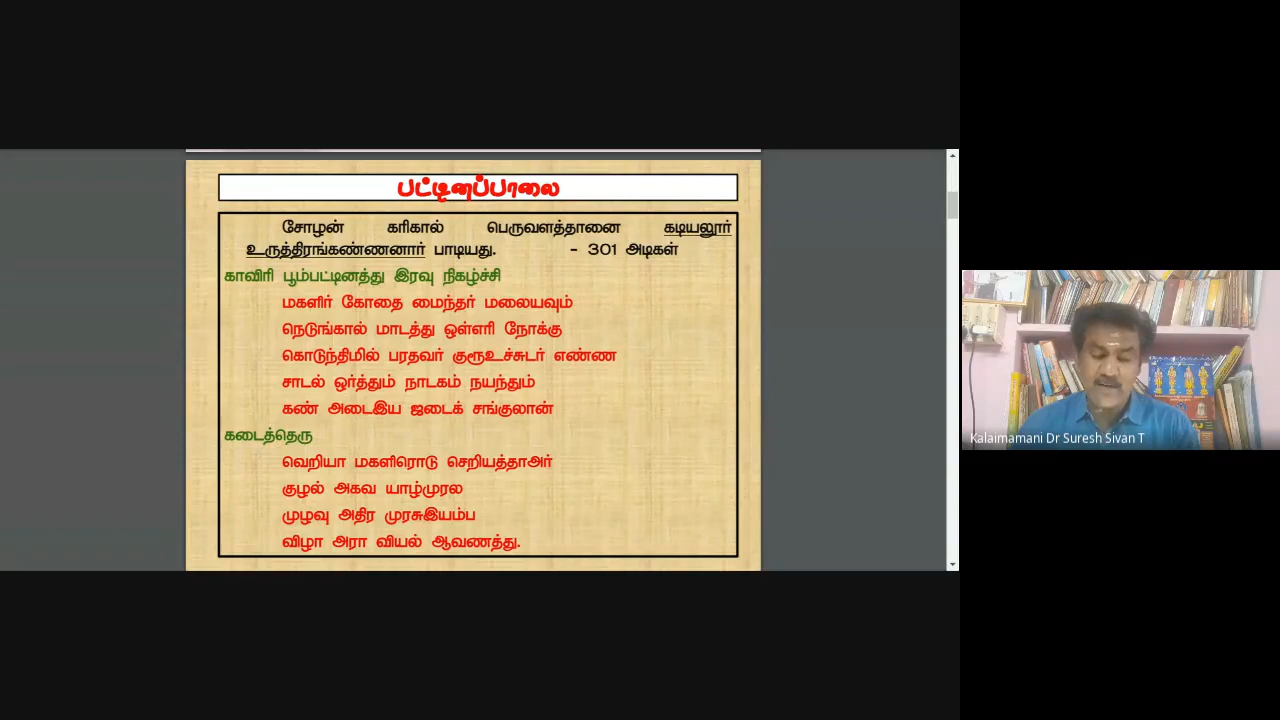 பட்டினப்பாலை
சோழன் கரிகால் பெருவளத்தானை கடியலூர்
உருத்திரங்கண்ணனார் பாடியது. - 301 அடிகள்
காவிரி பூம்பட்டினத்து இரவு நிகழ்ச்சி
மகளிர் கோதை மைந்தர் மலையவும்
நெடுங்கால் மாடத்து ஒள்ளரி நோக்கு
கொடுந்திமில் பரதவர் குரூஉச்சுடர் எண்ண
சாடல் ஓர்த்தும் நாடகம் நயந்தும்
கண் அடைஇய ஜடைக் சங்குலான்
கடைத்தெரு
வெறியா மகளிரொடு செறியத்தாஅர்
குழல் அகவ யாழ்முரல
முழவு அதிர முரசுஇயம்ப
விழா அரா வியல் ஆவணத்து.
Kalaimamani Dr Suresh Sivan T